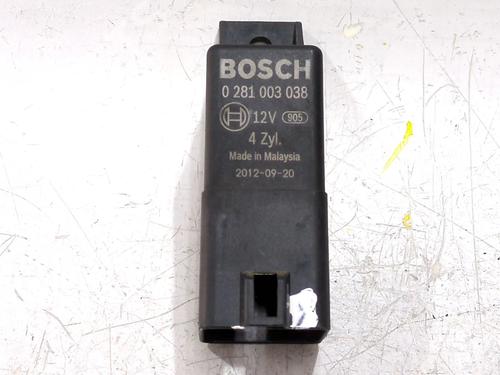 BOSCH
0 281 003 038
12V 905
4 Zyl.
Made in Malaysia
2012-09-20